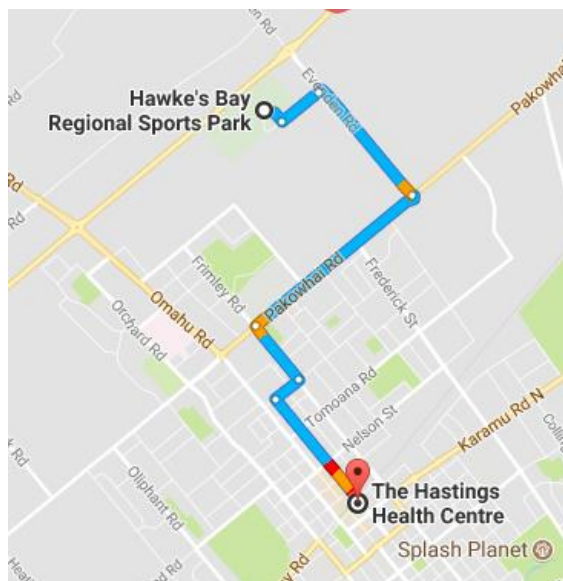 Hawke's Bay
Regional Sports Park
Evenden Rd
Pakowhai
Rd
Rd
Frimley Rd
Pakowhai Rd
Frederick St
Omahu Rd
Orchard Rd
Tomoana Rd
Nelson St
Karamu Rd N
Oliphant Rd
The Hastings
Health Centre
Splash Planet